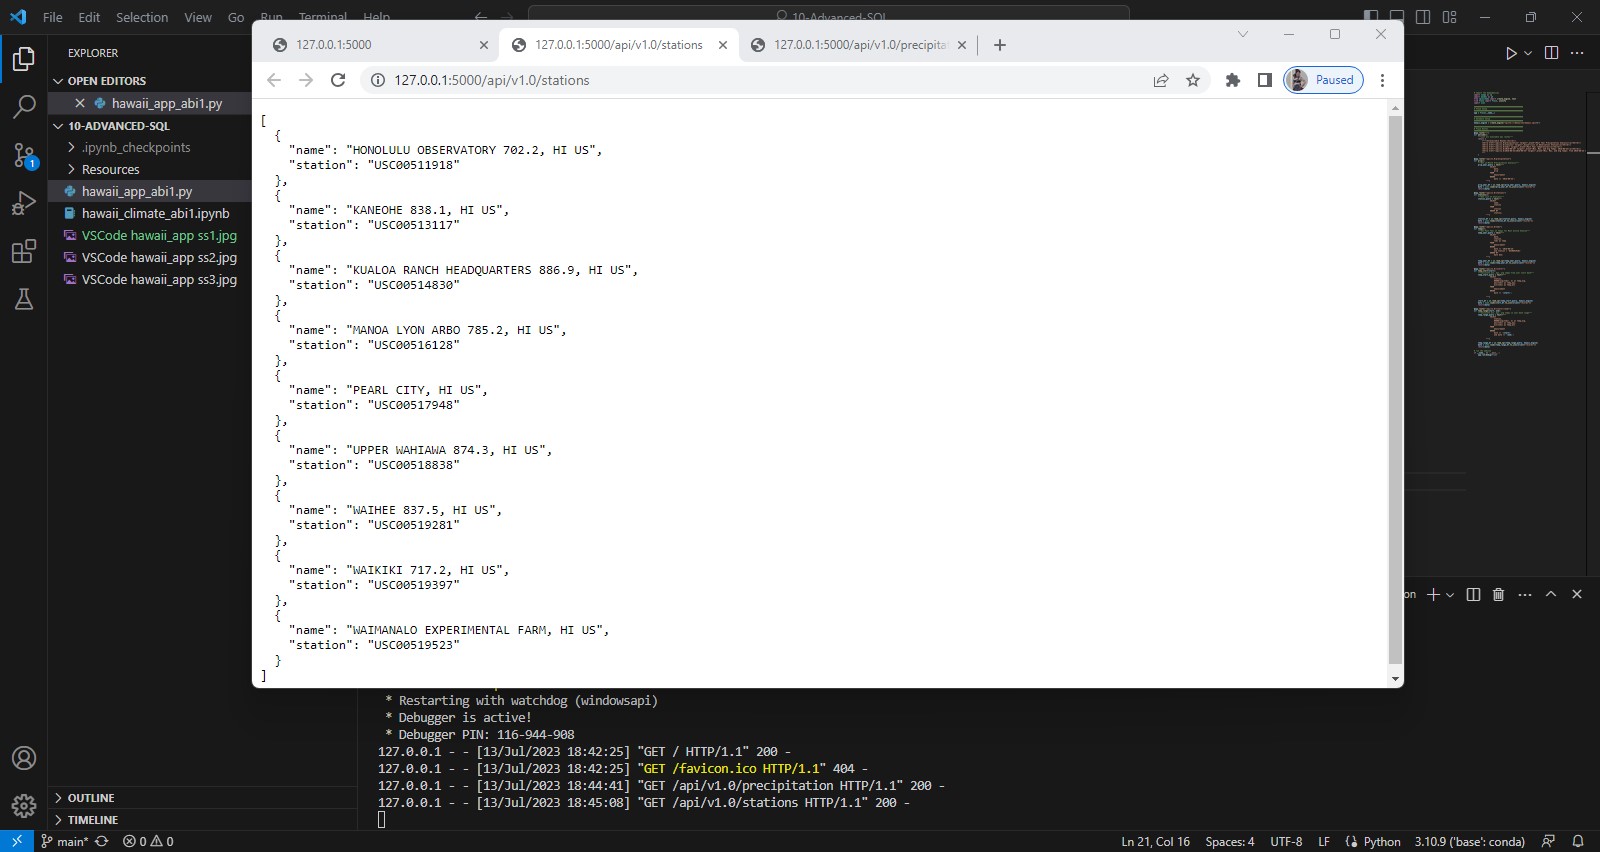 File Edit Selection View Go Run Terminal Help
10-Advanced-SQL
127.0.0.1:5000
127.0.0.1:5000/api/v1.0/stations
127.0.0.1:5000/api/v1.0/precipita
127.0.0.1:5000/api/v1.0/stations
Paused
EXPLORER
OPEN EDITORS
hawaii_app_abi1.py
10-ADVANCED-SQL
.ipynb_checkpoints
Resources
hawaii_app_abi1.py
hawaii_climate_abi1.ipynb
VSCode hawaii_app ss1.jpg
VSCode hawaii_app ss2.jpg
VSCode hawaii_app ss3.jpg
1
[
{
"name": "HONOLULU OBSERVATORY 702.2, HI US",
"station": "USC00511918"
},
{
"name": "KANEOHE 838.1, HI US",
"station": "USC00513117"
},
{
"name": "KUALOA RANCH HEADQUARTERS 886.9, HI US",
"station": "USC00514830"
},
{
"name": "MANOA LYON ARBO 785.2, HI US",
"station": "USC00516128"
},
{
"name": "PEARL CITY, HI US",
"station": "USC00517948"
},
{
"name": "UPPER WAHIAWA 874.3, HI US",
"station": "USC00518838"
},
{
"name": "WAIHEE 837.5, HI US",
"station": "USC00519281"
},
{
"name": "WAIKIKI 717.2, HI US",
"station": "USC00519397"
},
{
"name": "WAIMANALO EXPERIMENTAL FARM, HI US",
"station": "USC00519523"
}
]
on
* Restarting with watchdog (windowsapi)
* Debugger is active!
* Debugger PIN: 116-944-908
127.0.0.1 - - [13/Jul/2023 18:42:25] "GET / HTTP/1.1" 200 -
127.0.0.1 - - [13/Jul/2023 18:42:25] "GET /favicon.ico HTTP/1.1" 404 -
127.0.0.1 - - [13/Jul/2023 18:44:41] "GET /api/v1.0/precipitation HTTP/1.1" 200 -
127.0.0.1 - - [13/Jul/2023 18:45:08] "GET /api/v1.0/stations HTTP/1.1" 200 -
OUTLINE
TIMELINE
main* 0 0 Ln 21, Col 16 Spaces: 4 UTF-8 LF Python 3.10.9 ('base': conda)